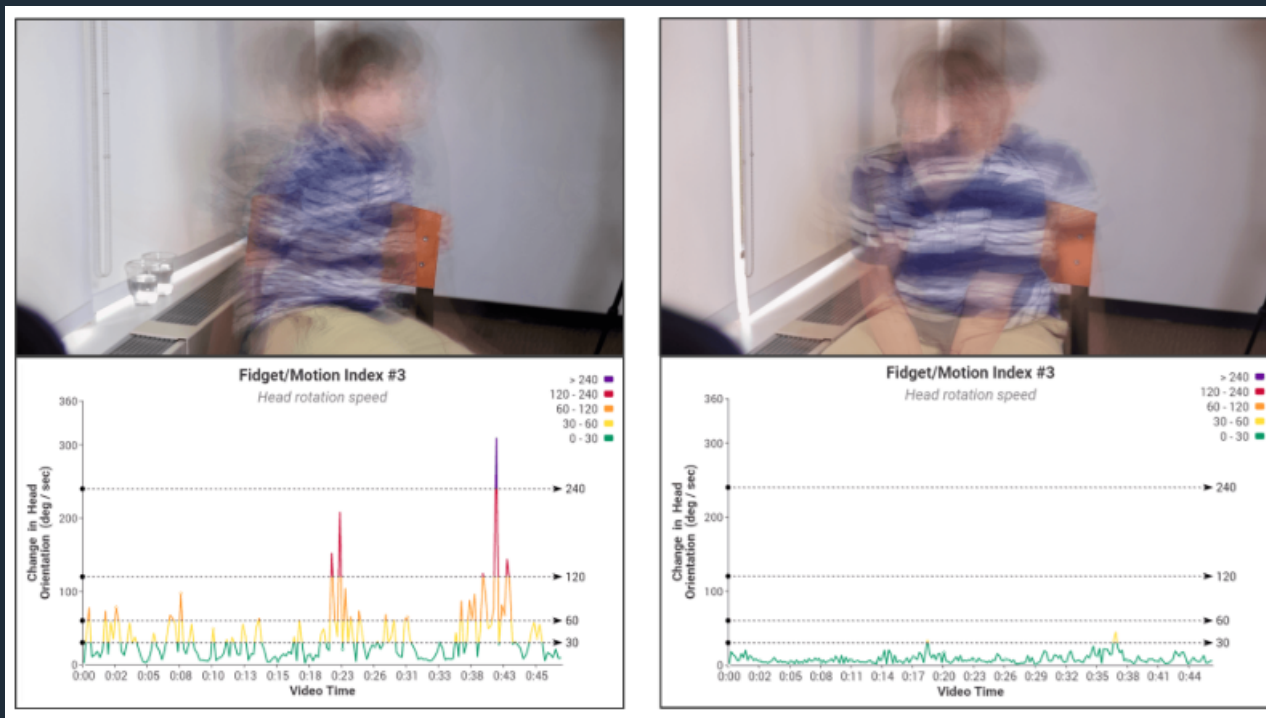 Fidget/Motion Index #3
Head rotation speed
> 240
120 - 240
60 - 120
30 - 60
0 - 30
360
300
200
100
0
Change in Head
Orientation (deg / sec)
240
120
60
30
0:00 0:02 0:05 0:08 0:10 0:13 0:15 0:18 0:21 0:23 0:26 0:28 0:31 0:33 0:36 0:38 0:40 0:43 0:45
Video Time
Fidget/Motion Index #3
Head rotation speed
> 240
120 - 240
60 - 120
30 - 60
0 - 30
360
300
200
100
0
Change in Head
Orientation (deg / sec)
240
120
60
30
0:00 0:02 0:05 0:08 0:11 0:14 0:17 0:20 0:23 0:26 0:29 0:32 0:35 0:36 0:38 0:41 0:44
Video Time